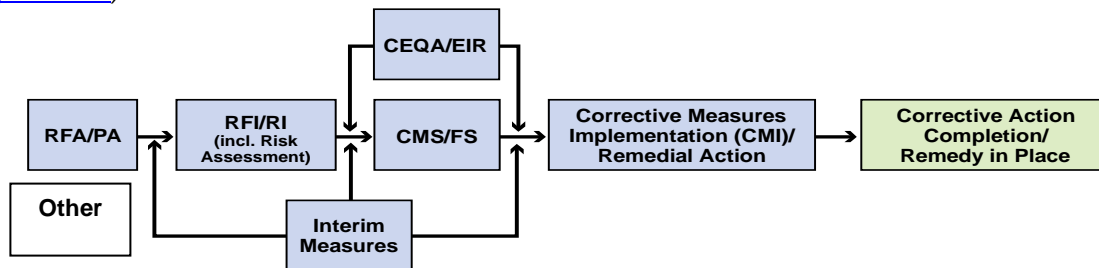 CEQA/EIR
RFA/PA
RFI/RI
(incl. Risk
Assessment)
CMS/FS
Corrective Measures
Implementation (CMI)/
Remedial Action
Corrective Action
Completion/
Remedy in Place
Other
Interim
Measures